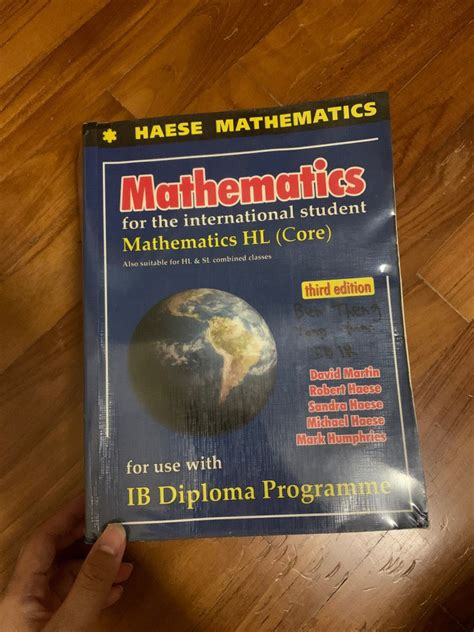 * HAESE MATHEMATICS
Mathematics
for the international student
Mathematics HL (Core)
Also suitable for HL & SL combined classes
third edition
Ben
David Martin
Robert Haese
Sandra Haese
Michael Haese
Mark Humphries
for use with
IB Diploma Programme